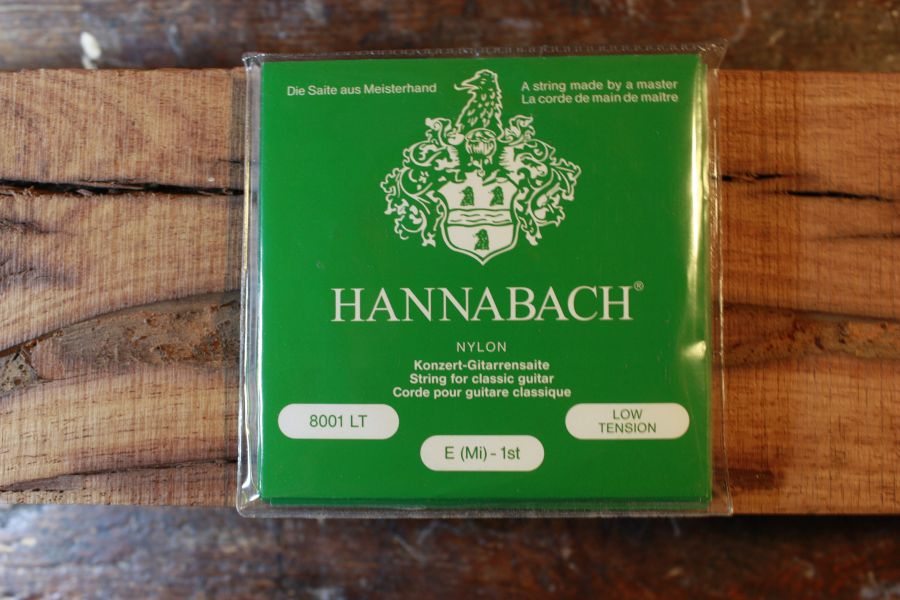 Die Saite aus Meisterhand
A string made by a master
La corde de main de maître
HANNABACH®
NYLON
Konzert-Gitarrensaite
String for classic guitar
Corde pour guitare classique
8001 LT
LOW
TENSION
E (Mi) - 1st